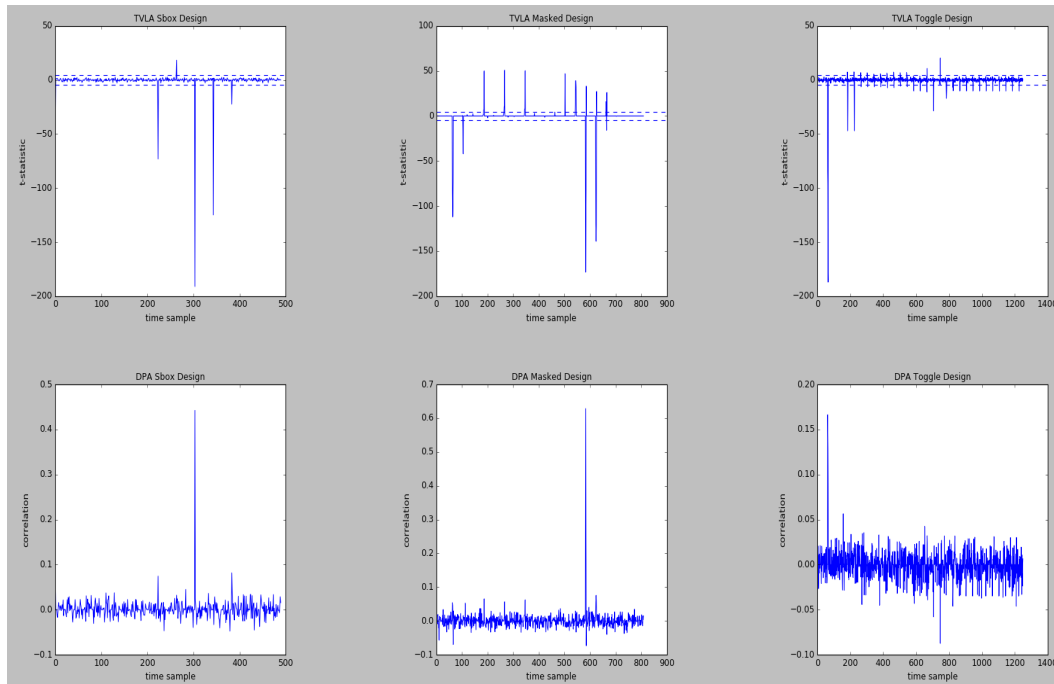 TVLA Sbox Design
50
0
−50
−100
−150
−200
t-statistic
0 100 200 300 400 500
time sample
TVLA Masked Design
100
50
0
−50
−100
−150
−200
t-statistic
0 100 200 300 400 500 600 700 800 900
time sample
TVLA Toggle Design
50
0
−50
−100
−150
−200
t-statistic
0 200 400 600 800 1000 1200 1400
time sample
DPA Sbox Design
0.5
0.4
0.3
0.2
0.1
0.0
−0.1
correlation
0 100 200 300 400 500
time sample
DPA Masked Design
0.7
0.6
0.5
0.4
0.3
0.2
0.1
0.0
−0.1
correlation
0 100 200 300 400 500 600 700 800 900
time sample
DPA Toggle Design
0.20
0.15
0.10
0.05
0.00
−0.05
−0.10
correlation
0 200 400 600 800 1000 1200 1400
time sample